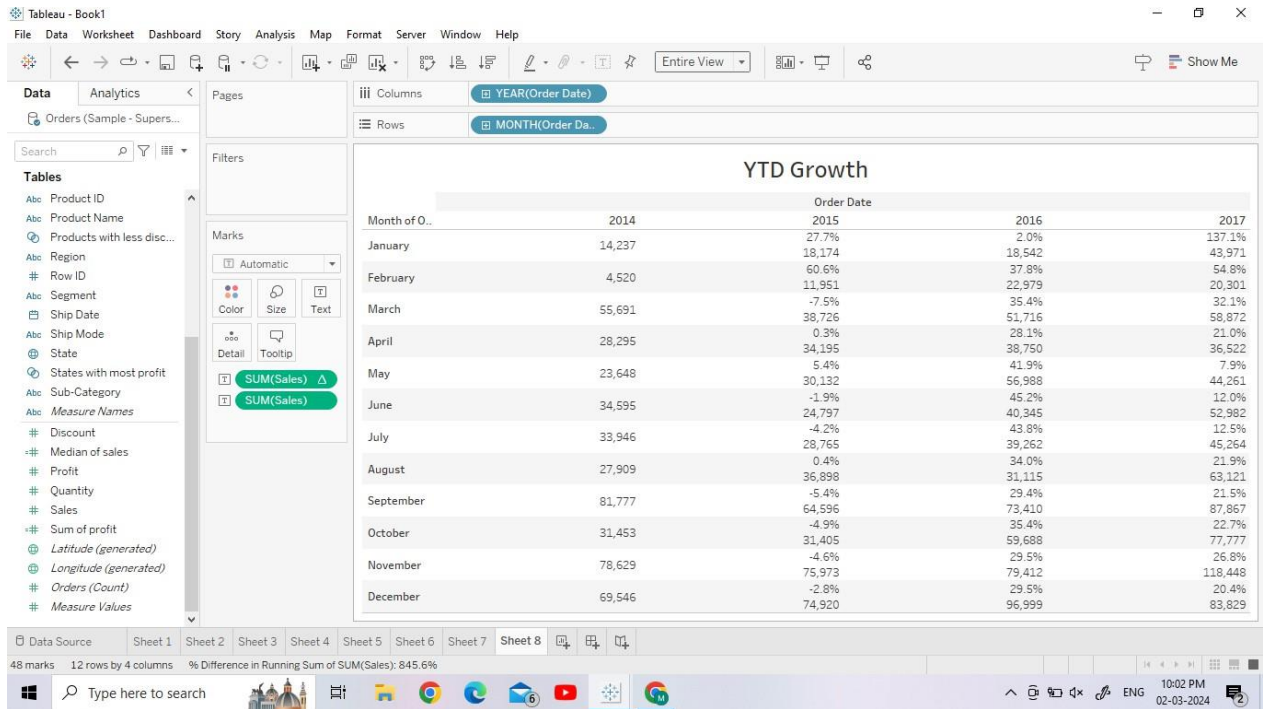 Tableau - Book1
File Data Worksheet Dashboard Story Analysis Map Format Server Window Help
Entire View
Show Me
Data Analytics
Orders (Sample - Supers...
Search
Tables
Abc Product ID
Abc Product Name
Products with less disc...
Abc Region
# Row ID
Abc Segment
Ship Date
Abc Ship Mode
State
States with most profit
Abc Sub-Category
Abc Measure Names
# Discount
=# Median of sales
# Profit
# Quantity
# Sales
=# Sum of profit
Latitude (generated)
Longitude (generated)
# Orders (Count)
# Measure Values
Pages
Filters
Marks
T Automatic
Color Size Text
Detail Tooltip
T SUM(Sales) Δ
T SUM(Sales)
iii Columns YEAR(Order Date)
Rows MONTH(Order Da..
YTD Growth
Order Date
Month of O.. 2014 2015 2016 2017
27.7% 2.0% 137.1%
January 14,237
18,174 18,542 43,971
60.6% 37.8% 54.8%
February 4,520
11,951 22,979 20,301
-7.5% 35.4% 32.1%
March 55,691
38,726 51,716 58,872
0.3% 28.1% 21.0%
April 28,295
34,195 38,750 36,522
5.4% 41.9% 7.9%
May 23,648
30,132 56,988 44,261
-1.9% 45.2% 12.0%
June 34,595
24,797 40,345 52,982
-4.2% 43.8% 12.5%
July 33,946
28,765 39,262 45,264
0.4% 34.0% 21.9%
August 27,909
36,898 31,115 63,121
-5.4% 29.4% 21.5%
September 81,777
64,596 73,410 87,867
-4.9% 35.4% 22.7%
October 31,453
31,405 59,688 77,777
-4.6% 29.5% 26.8%
November 78,629
75,973 79,412 118,448
-2.8% 29.5% 20.4%
December 69,546
74,920 96,999 83,829
Data Source Sheet 1 Sheet 2 Sheet 3 Sheet 4 Sheet 5 Sheet 6 Sheet 7 Sheet 8
48 marks 12 rows by 4 columns % Difference in Running Sum of SUM(Sales): 845.6%
Type here to search
6
M
ENG
10:02 PM
02-03-2024
2